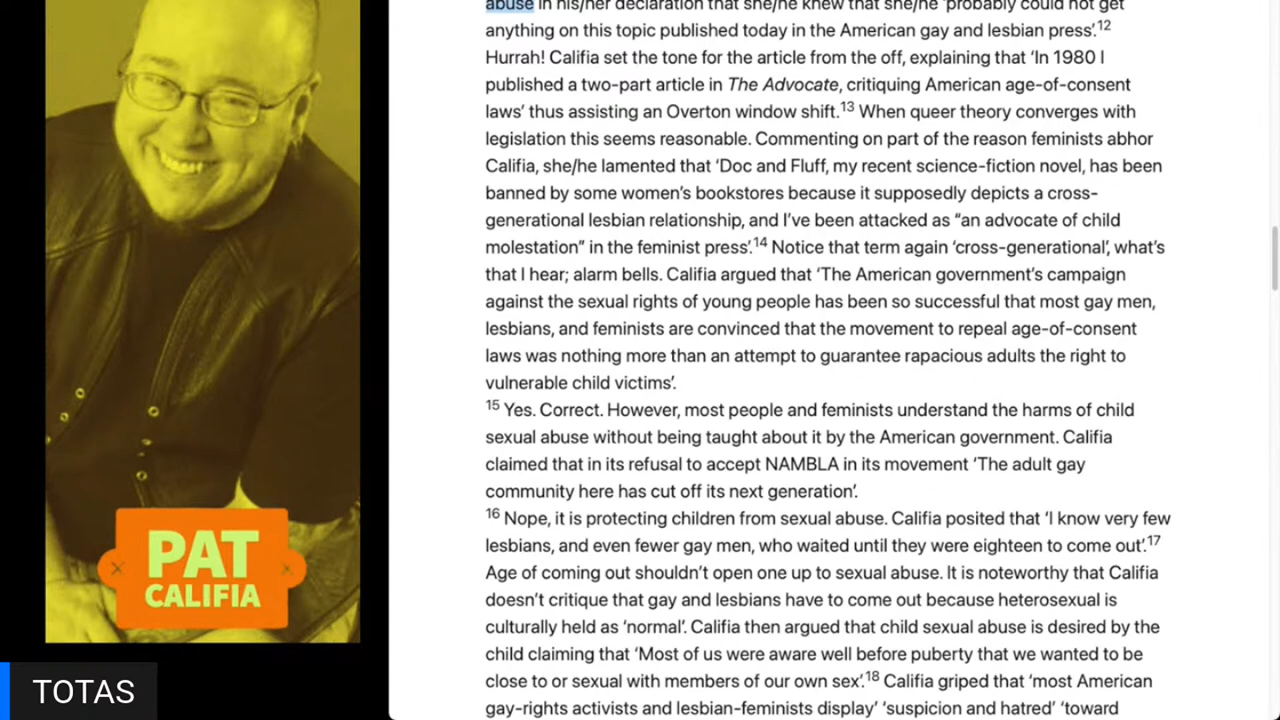 abuse in his/her declaration that she/he knew that she/he 'probably could not get
anything on this topic published today in the American gay and lesbian press'.12
Hurrah! Califia set the tone for the article from the off, explaining that 'In 1980 I
published a two-part article in The Advocate, critiquing American age-of-consent
laws' thus assisting an Overton window shift.13 When queer theory converges with
legislation this seems reasonable. Commenting on part of the reason feminists abhor
Califia, she/he lamented that 'Doc and Fluff, my recent science-fiction novel, has been
banned by some women's bookstores because it supposedly depicts a cross-
generational lesbian relationship, and I've been attacked as "an advocate of child
molestation" in the feminist press'.14 Notice that term again 'cross-generational', what's
that I hear; alarm bells. Califia argued that 'The American government's campaign
against the sexual rights of young people has been so successful that most gay men,
lesbians, and feminists are convinced that the movement to repeal age-of-consent
laws was nothing more than an attempt to guarantee rapacious adults the right to
vulnerable child victims'.
15 Yes. Correct. However, most people and feminists understand the harms of child
sexual abuse without being taught about it by the American government. Califia
claimed that in its refusal to accept NAMBLA in its movement 'The adult gay
community here has cut off its next generation'.
16 Nope, it is protecting children from sexual abuse. Califia posited that 'I know very few
lesbians, and even fewer gay men, who waited until they were eighteen to come out'.17
Age of coming out shouldn't open one up to sexual abuse. It is noteworthy that Califia
doesn't critique that gay and lesbians have to come out because heterosexual is
culturally held as 'normal'. Califia then argued that child sexual abuse is desired by the
child claiming that 'Most of us were aware well before puberty that we wanted to be
close to or sexual with members of our own sex'.18 Califia griped that 'most American
gay-rights activists and lesbian-feminists display' 'suspicion and hatred' 'toward
PAT
CALIFIA
TOTAS